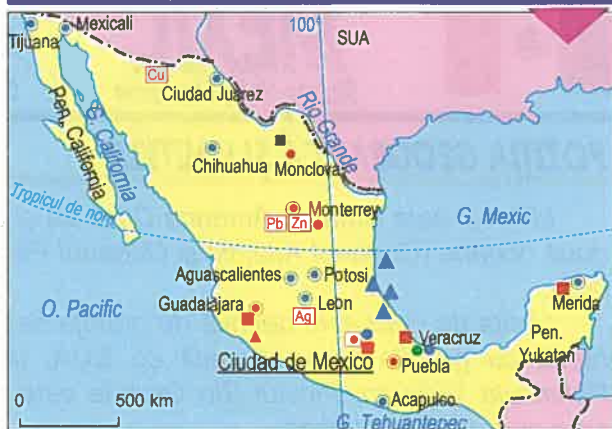 100°
Mexicali
Tijuana
SUA
Cu
Ciudad Juarez
Pen. California
G. California
Rio Grande
Chihuahua
Monclova
Tropicul de nord
Monterrey
Pb Zn
G. Mexic
Aguascalientes
Potosi
O. Pacific
Guadalajara
Leon
Ag
Merida
Veracruz
Pen.
Yukatan
Ciudad de Mexico
Puebla
Acapulco
0 500 km
G. Tehuantepec